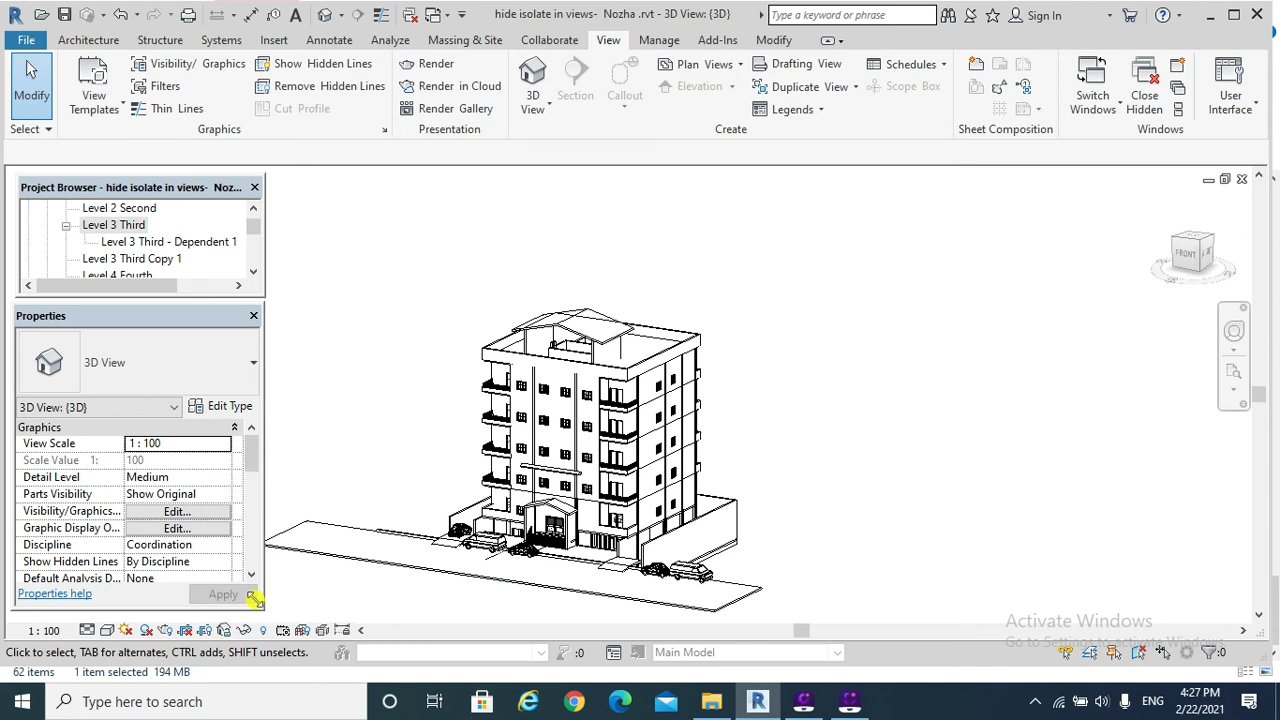 hide isolate in views- Nozha .rvt - 3D View: {3D}
Type a keyword or phrase
Sign In
File Architecture Structure Systems Insert Annotate Analyze Massing & Site Collaborate View Manage Add-Ins Modify
Modify
View Templates
Visibility/ Graphics
Filters
Thin Lines
Show Hidden Lines
Remove Hidden Lines
Cut Profile
Render
Render in Cloud
Render Gallery
3D View
Section
Callout
Plan Views
Elevation
Drafting View
Duplicate View
Legends
Schedules
Scope Box
Switch Windows
Close Hidden
User Interface
Select Graphics Presentation Create Sheet Composition Windows
Project Browser - hide isolate in views- Noz...
Level 2 Second
Level 3 Third
Level 3 Third - Dependent 1
Level 3 Third Copy 1
Level 4 Fourth
Properties
3D View
3D View: {3D} Edit Type
Graphics
View Scale 1 : 100
Scale Value 1: 100
Detail Level Medium
Parts Visibility Show Original
Visibility/Graphics... Edit...
Graphic Display O... Edit...
Discipline Coordination
Show Hidden Lines By Discipline
Default Analysis D... None
Properties help Apply
FRONT
Activate Windows
Go to Settings to activate Windows.
1 : 100
Click to select, TAB for alternates, CTRL adds, SHIFT unselects.
:0
Main Model
:0
62 items 1 item selected 194 MB
Type here to search
ENG
4:27 PM
2/22/2021